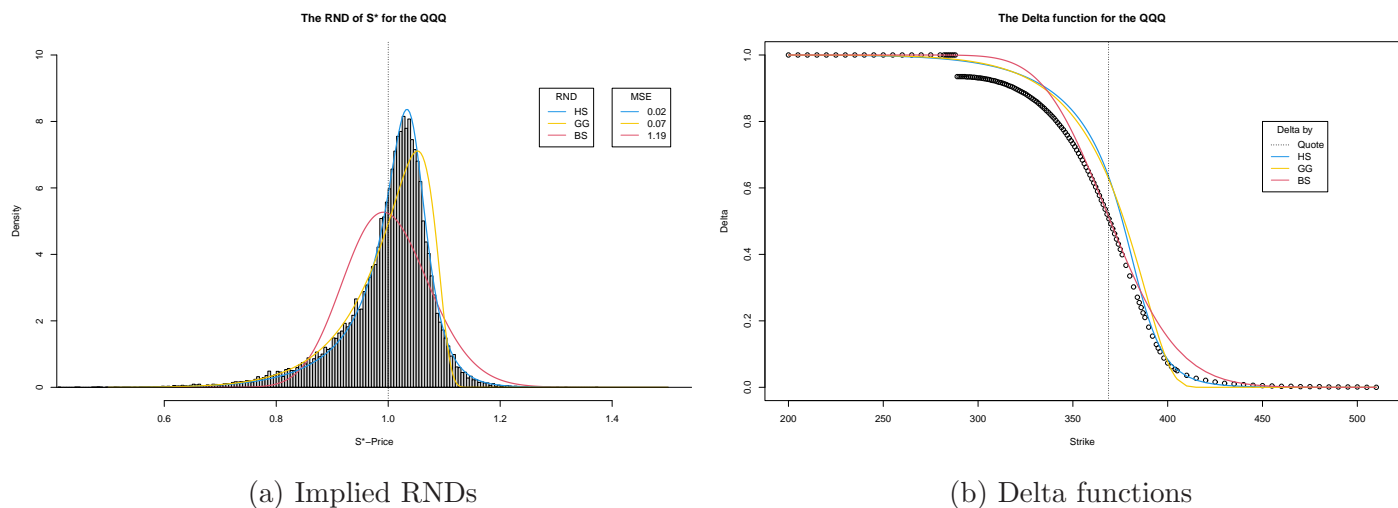 The RND of S* for the QQQ
10
8
6
4
2
0
Density
RND
HS
GG
BS
MSE
0.02
0.07
1.19
0.6
0.8
1.0
1.2
1.4
S*−Price
(a) Implied RNDs
The Delta function for the QQQ
1.0
0.8
0.6
0.4
0.2
0.0
Delta
Delta by
Quote
HS
GG
BS
200
250
300
350
400
450
500
Strike
(b) Delta functions